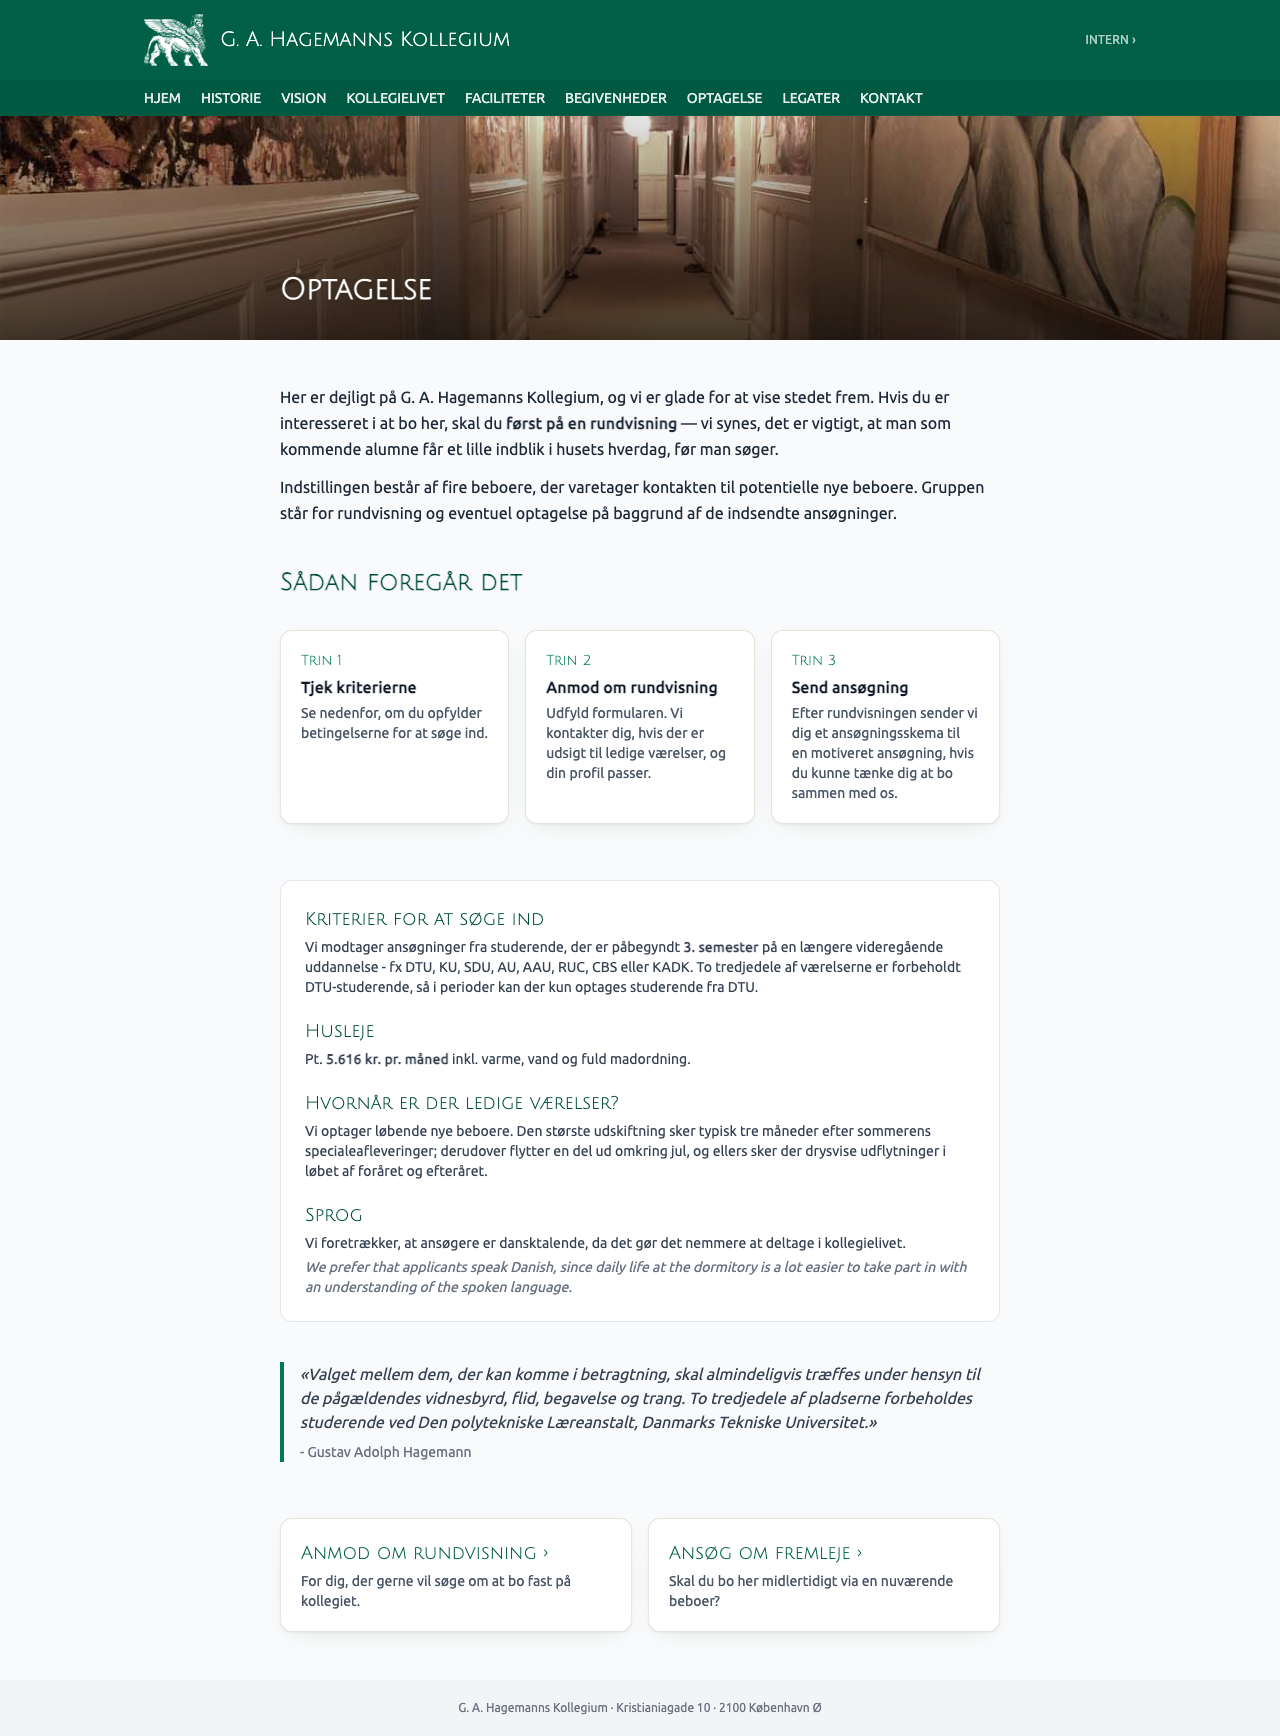 G. A. Hagemanns Kollegium
INTERN ›
HJEM HISTORIE VISION KOLLEGIELIVET FACILITETER BEGIVENHEDER OPTAGELSE LEGATER KONTAKT
Optagelse
Her er dejligt på G. A. Hagemanns Kollegium, og vi er glade for at vise stedet frem. Hvis du er
interesseret i at bo her, skal du først på en rundvisning — vi synes, det er vigtigt, at man som
kommende alumne får et lille indblik i husets hverdag, før man søger.
Indstillingen består af fire beboere, der varetager kontakten til potentielle nye beboere. Gruppen
står for rundvisning og eventuel optagelse på baggrund af de indsendte ansøgninger.
Sådan foregår det
Trin 1
Tjek kriterierne
Se nedenfor, om du opfylder
betingelserne for at søge ind.
Trin 2
Anmod om rundvisning
Udfyld formularen. Vi
kontakter dig, hvis der er
udsigt til ledige værelser, og
din profil passer.
Trin 3
Send ansøgning
Efter rundvisningen sender vi
dig et ansøgningsskema til
en motiveret ansøgning, hvis
du kunne tænke dig at bo
sammen med os.
Kriterier for at søge ind
Vi modtager ansøgninger fra studerende, der er påbegyndt 3. semester på en længere videregående
uddannelse - fx DTU, KU, SDU, AU, AAU, RUC, CBS eller KADK. To tredjedele af værelserne er forbeholdt
DTU-studerende, så i perioder kan der kun optages studerende fra DTU.
Husleje
Pt. 5.616 kr. pr. måned inkl. varme, vand og fuld madordning.
Hvornår er der ledige værelser?
Vi optager løbende nye beboere. Den største udskiftning sker typisk tre måneder efter sommerens
specialeafleveringer; derudover flytter en del ud omkring jul, og ellers sker der drysvise udflytninger i
løbet af foråret og efteråret.
Sprog
Vi foretrækker, at ansøgere er dansktalende, da det gør det nemmere at deltage i kollegielivet.
We prefer that applicants speak Danish, since daily life at the dormitory is a lot easier to take part in with
an understanding of the spoken language.
«Valget mellem dem, der kan komme i betragtning, skal almindeligvis træffes under hensyn til
de pågældendes vidnesbyrd, flid, begavelse og trang. To tredjedele af pladserne forbeholdes
studerende ved Den polytekniske Læreanstalt, Danmarks Tekniske Universitet.»
- Gustav Adolph Hagemann
Anmod om rundvisning ›
For dig, der gerne vil søge om at bo fast på
kollegiet.
Ansøg om fremleje ›
Skal du bo her midlertidigt via en nuværende
beboer?
G. A. Hagemanns Kollegium · Kristianiagade 10 · 2100 København Ø